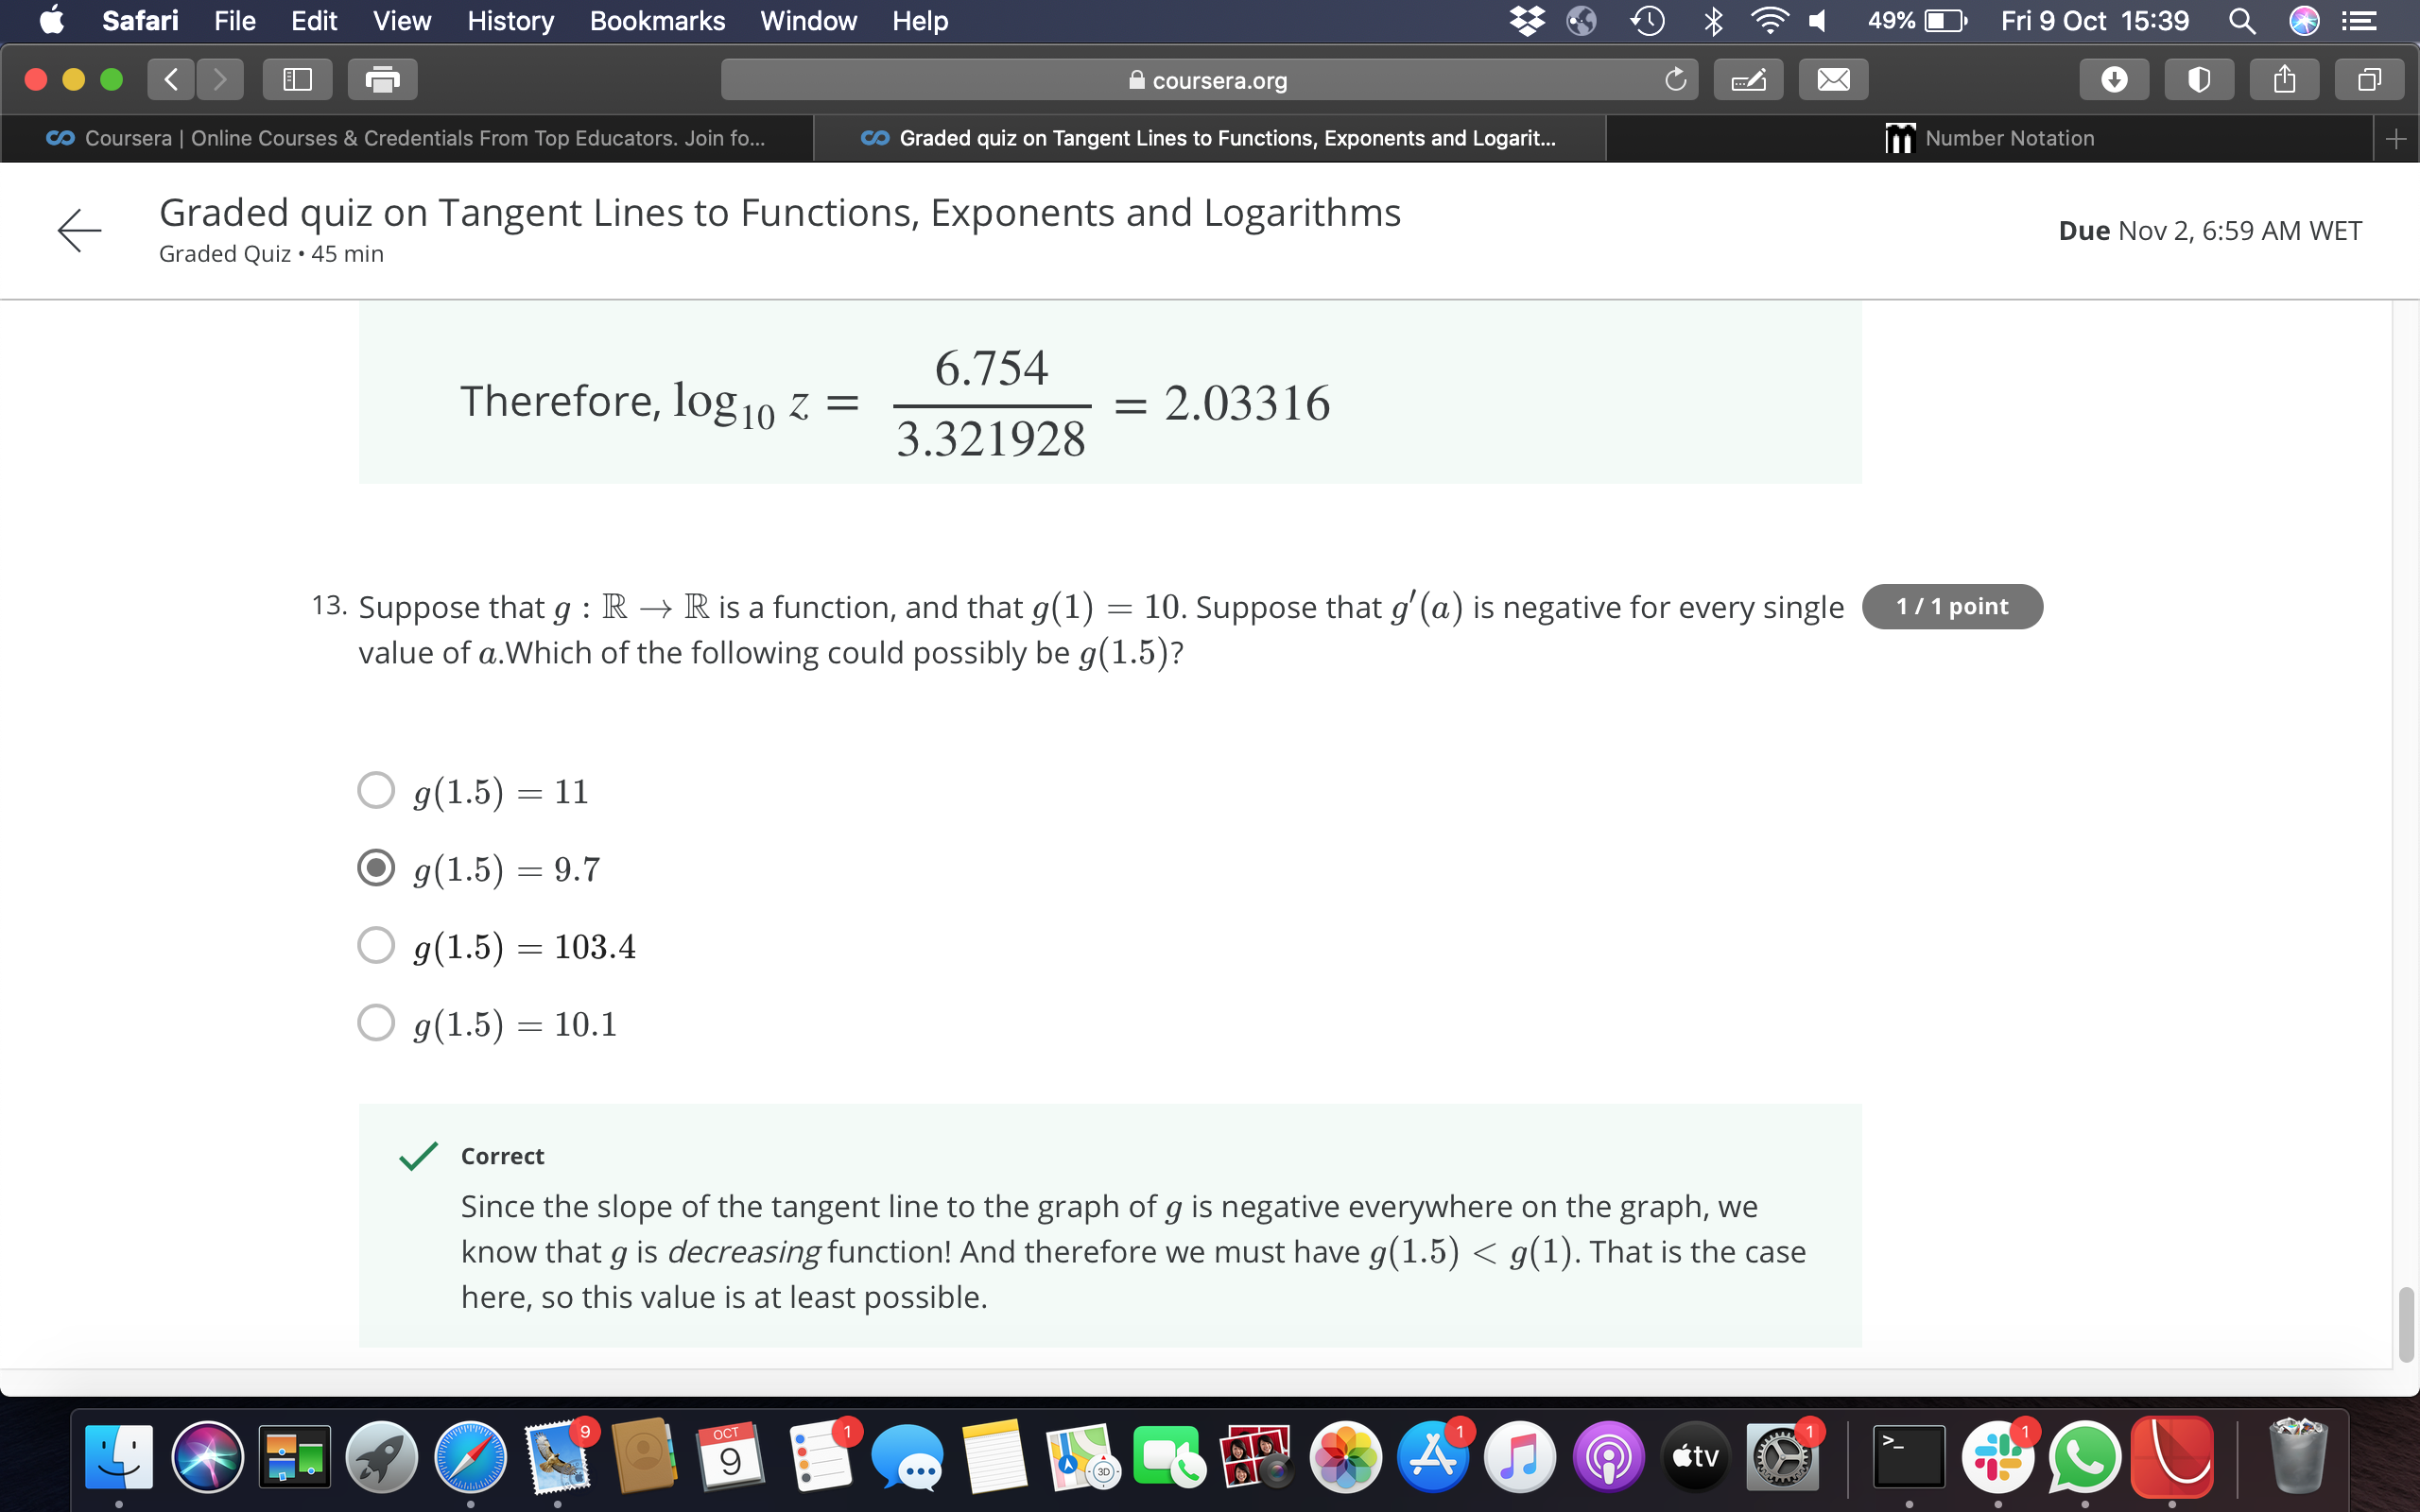 Safari File Edit View History Bookmarks Window Help 49% Fri 9 Oct 15:39
coursera.org
Coursera | Online Courses & Credentials From Top Educators. Join fo... Graded quiz on Tangent Lines to Functions, Exponents and Logarit... Number Notation
Graded quiz on Tangent Lines to Functions, Exponents and Logarithms
Graded Quiz • 45 min
Due Nov 2, 6:59 AM WET
Therefore, log₁₀ z = 6.754 / 3.321928 = 2.03316
13. Suppose that g : ℝ → ℝ is a function, and that g(1) = 10. Suppose that g′(a) is negative for every single 1 / 1 point
value of a.Which of the following could possibly be g(1.5)?
g(1.5) = 11
g(1.5) = 9.7
g(1.5) = 103.4
g(1.5) = 10.1
Correct
Since the slope of the tangent line to the graph of g is negative everywhere on the graph, we
know that g is decreasing function! And therefore we must have g(1.5) < g(1). That is the case
here, so this value is at least possible.
9 OCT 9 1 3D 1 tv 1 >_ 1